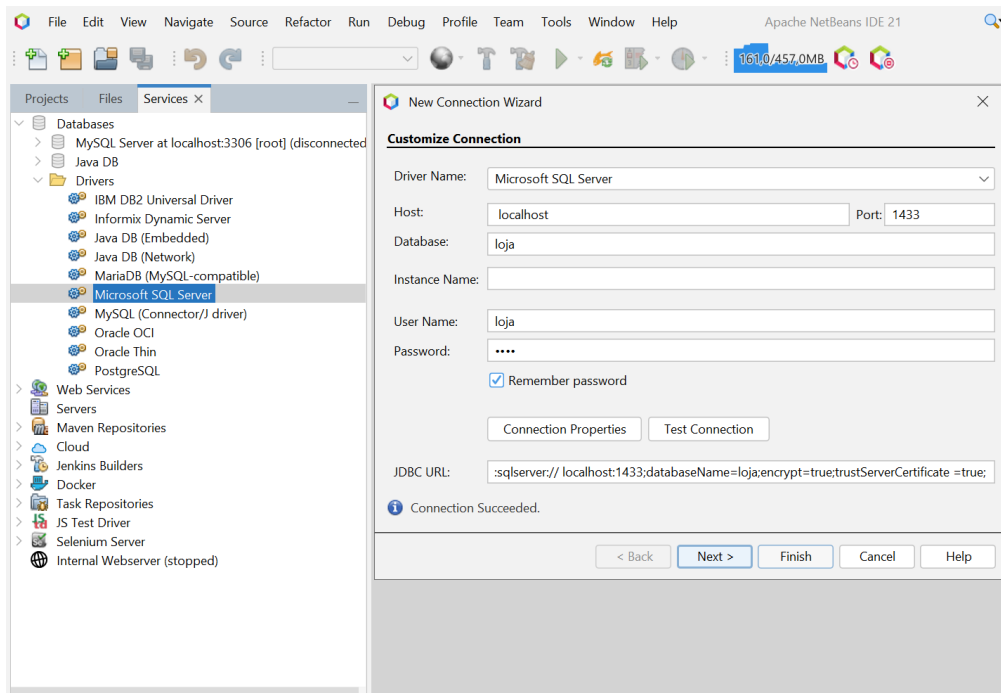 File Edit View Navigate Source Refactor Run Debug Profile Team Tools Window Help Apache NetBeans IDE 21
161,0/457,0MB
Projects Files Services
Databases
MySQL Server at localhost:3306 [root] (disconnected
Java DB
Drivers
IBM DB2 Universal Driver
Informix Dynamic Server
Java DB (Embedded)
Java DB (Network)
MariaDB (MySQL-compatible)
Microsoft SQL Server
MySQL (Connector/J driver)
Oracle OCI
Oracle Thin
PostgreSQL
Web Services
Servers
Maven Repositories
Cloud
Jenkins Builders
Docker
Task Repositories
JS Test Driver
Selenium Server
Internal Webserver (stopped)
New Connection Wizard
Customize Connection
Driver Name: Microsoft SQL Server
Host: localhost Port: 1433
Database: loja
Instance Name:
User Name: loja
Password: ••••
Remember password
Connection Properties Test Connection
JDBC URL: :sqlserver:// localhost:1433;databaseName=loja;encrypt=true;trustServerCertificate =true;
Connection Succeeded.
< Back Next > Finish Cancel Help